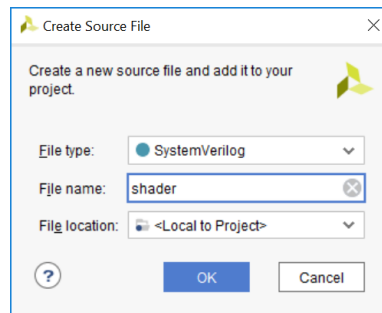 Create Source File
Create a new source file and add it to your
project.
File type:
SystemVerilog
File name:
shader
File location:
<Local to Project>
?
OK
Cancel